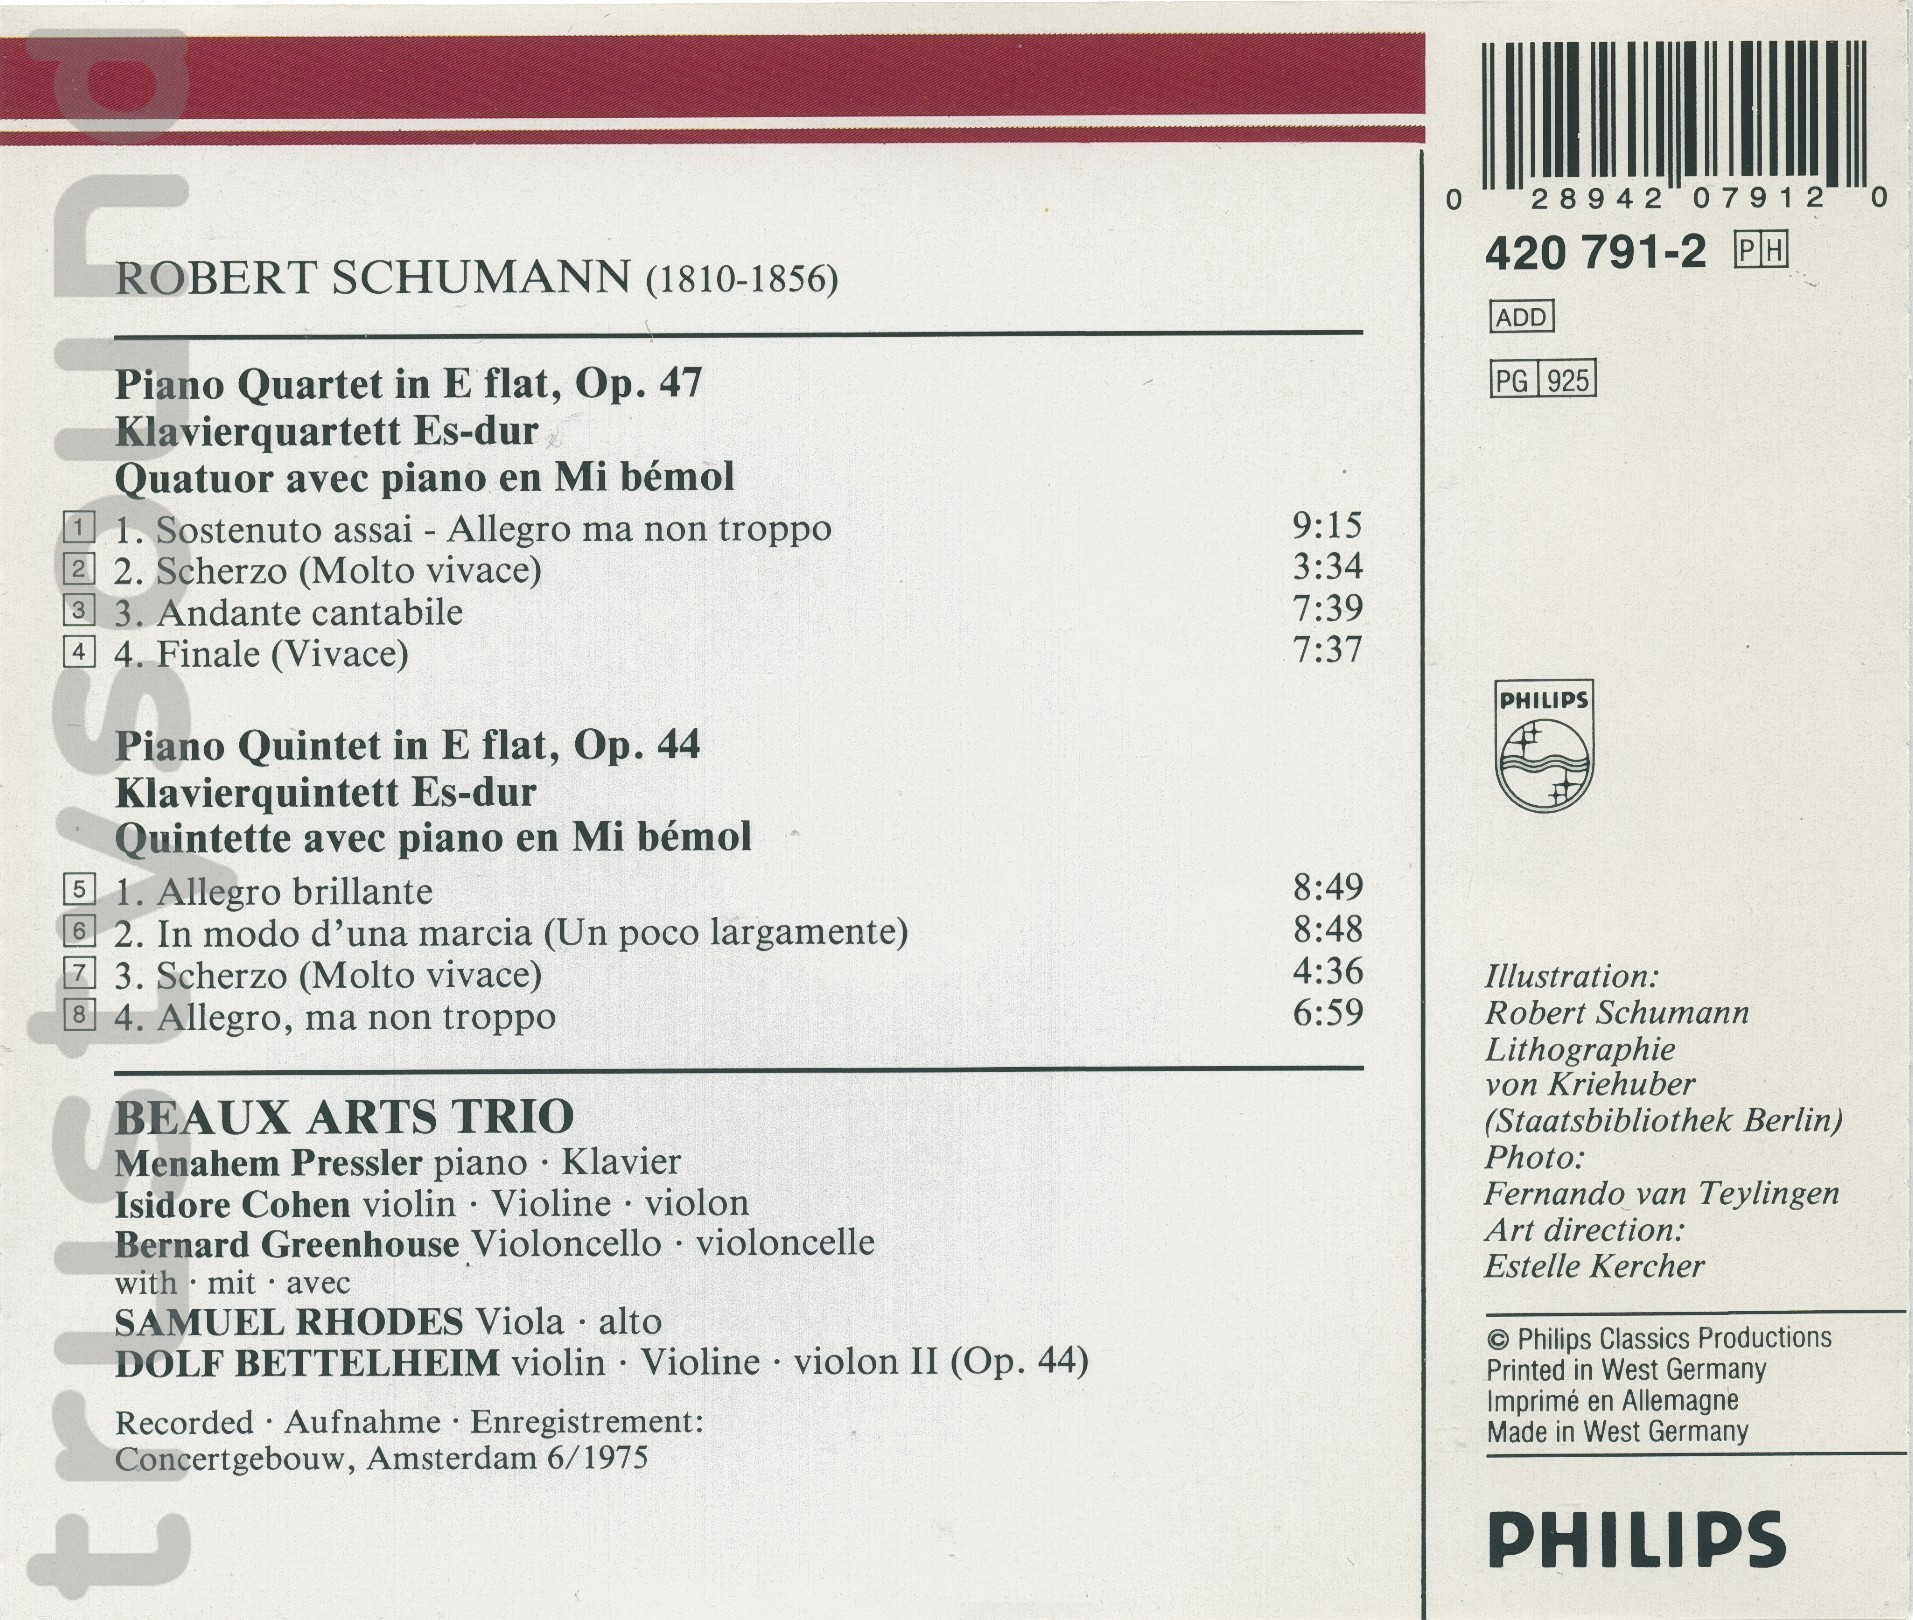 ROBERT SCHUMANN (1810-1856)
Piano Quartet in E flat, Op. 47
Klavierquartett Es-dur
Quatuor avec piano en Mi bémol
1 1. Sostenuto assai - Allegro ma non troppo 9:15
2 2. Scherzo (Molto vivace) 3:34
3 3. Andante cantabile 7:39
4 4. Finale (Vivace) 7:37
Piano Quintet in E flat, Op. 44
Klavierquintett Es-dur
Quintette avec piano en Mi bémol
5 1. Allegro brillante 8:49
6 2. In modo d'una marcia (Un poco largamente) 8:48
7 3. Scherzo (Molto vivace) 4:36
8 4. Allegro, ma non troppo 6:59
BEAUX ARTS TRIO
Menahem Pressler piano · Klavier
Isidore Cohen violin · Violine · violon
Bernard Greenhouse Violoncello · violoncelle
with · mit · avec
SAMUEL RHODES Viola · alto
DOLF BETTELHEIM violin · Violine · violon II (Op. 44)
Recorded · Aufnahme · Enregistrement:
Concertgebouw, Amsterdam 6/1975
0 28942 07912 0
420 791-2 PH
ADD
PG 925
PHILIPS
Illustration:
Robert Schumann
Lithographie
von Kriehuber
(Staatsbibliothek Berlin)
Photo:
Fernando van Teylingen
Art direction:
Estelle Kercher
© Philips Classics Productions
Printed in West Germany
Imprimé en Allemagne
Made in West Germany
PHILIPS
trustysound